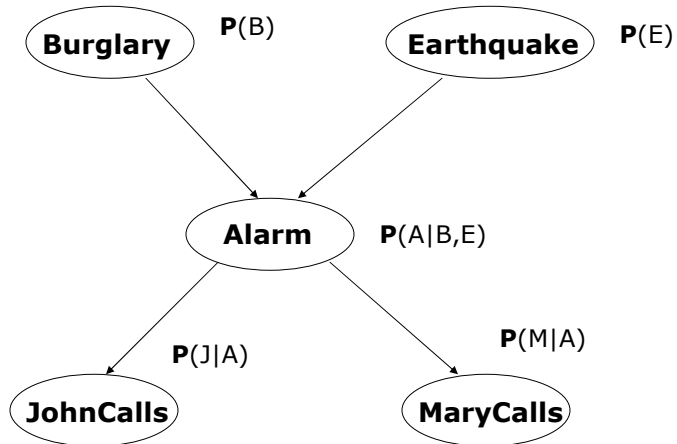 Burglary
P(B)
Earthquake
P(E)
Alarm
P(A|B,E)
P(J|A)
P(M|A)
JohnCalls
MaryCalls